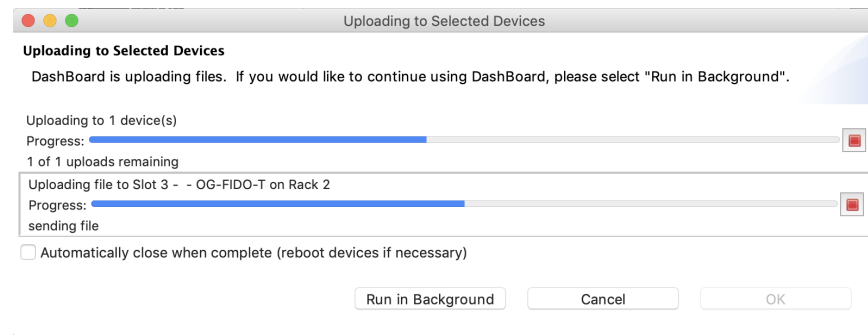 Uploading to Selected Devices
Uploading to Selected Devices
DashBoard is uploading files. If you would like to continue using DashBoard, please select "Run in Background".
Uploading to 1 device(s)
Progress:
1 of 1 uploads remaining
Uploading file to Slot 3 - - OG-FIDO-T on Rack 2
Progress:
sending file
Automatically close when complete (reboot devices if necessary)
Run in Background Cancel OK